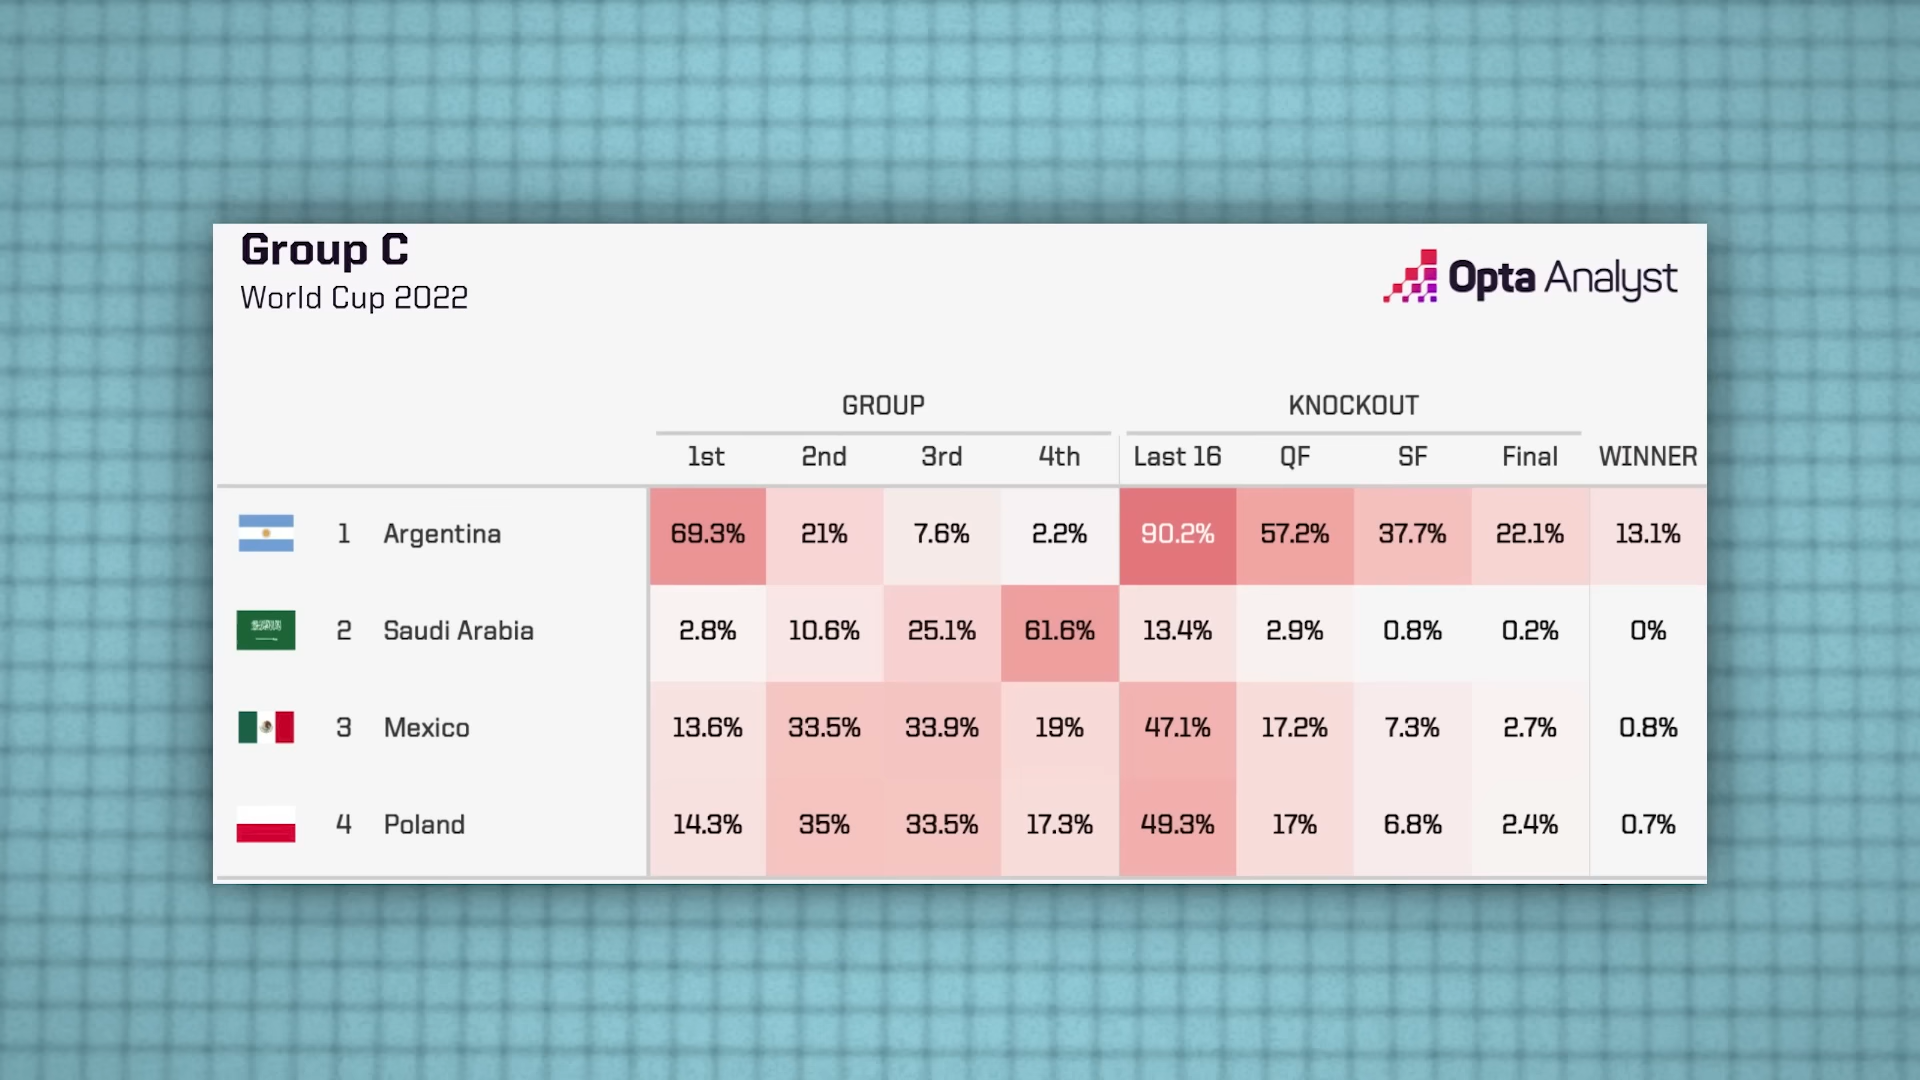 Group C
World Cup 2022
Opta Analyst
GROUP KNOCKOUT
1st 2nd 3rd 4th Last 16 QF SF Final WINNER
1 Argentina 69.3% 21% 7.6% 2.2% 90.2% 57.2% 37.7% 22.1% 13.1%
2 Saudi Arabia 2.8% 10.6% 25.1% 61.6% 13.4% 2.9% 0.8% 0.2% 0%
3 Mexico 13.6% 33.5% 33.9% 19% 47.1% 17.2% 7.3% 2.7% 0.8%
4 Poland 14.3% 35% 33.5% 17.3% 49.3% 17% 6.8% 2.4% 0.7%